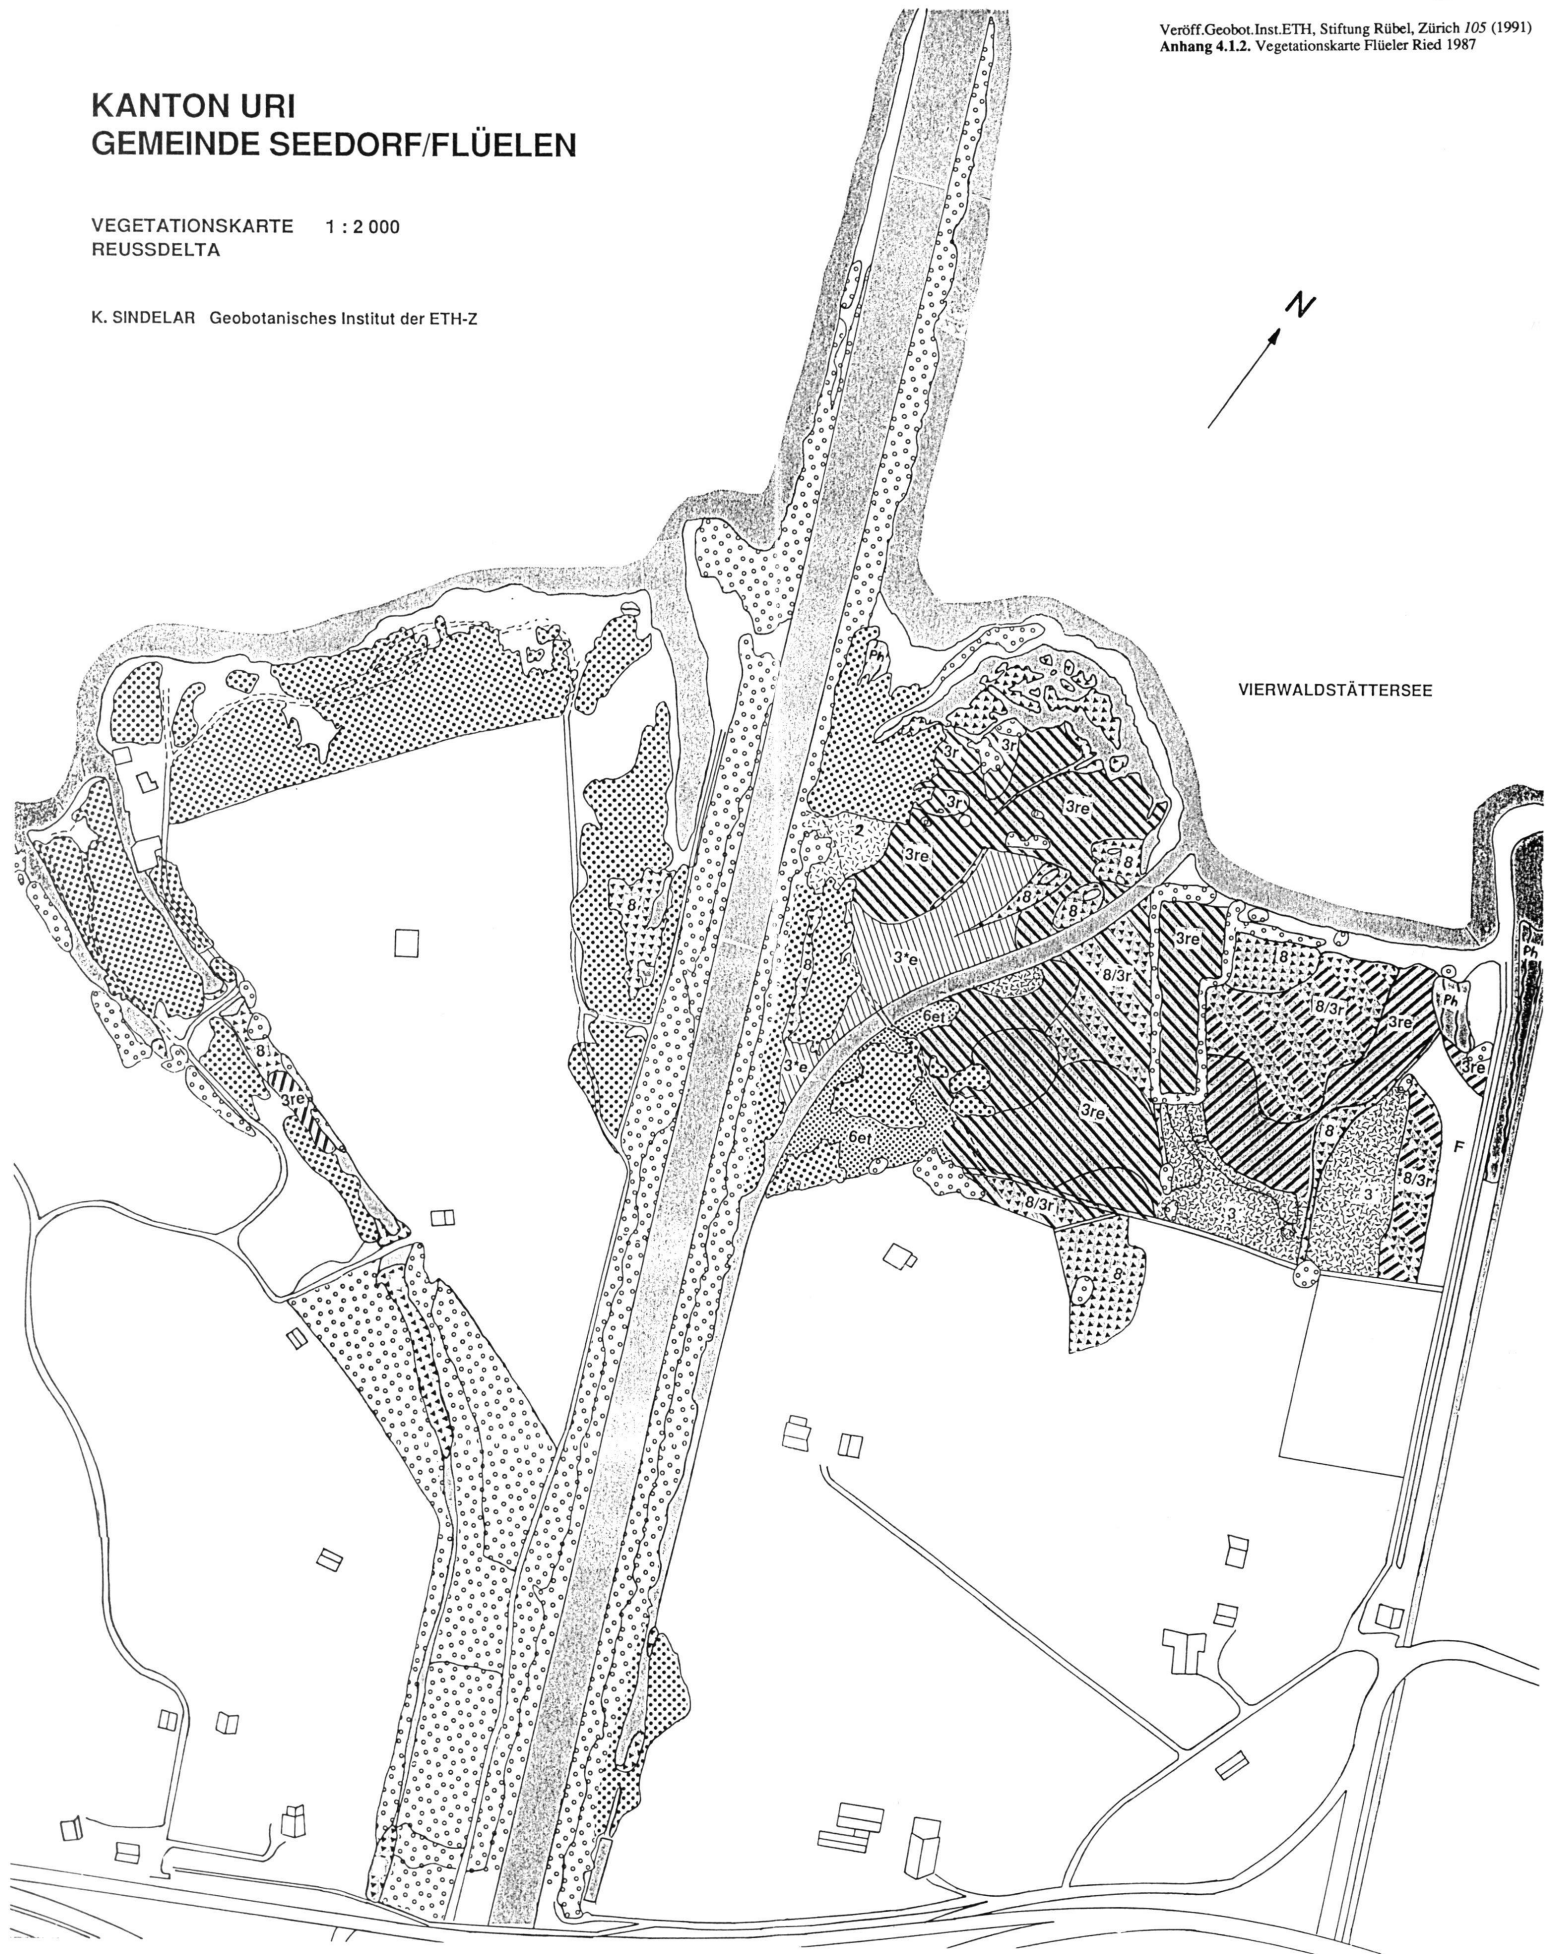 Veröff.Geobot.Inst.ETH, Stiftung Rübel, Zürich 105 (1991)
Anhang 4.1.2. Vegetationskarte Flüeler Ried 1987
KANTON URI
GEMEINDE SEEDORF/FLÜELEN
VEGETATIONSKARTE 1 : 2 000
REUSSDELTA
K. SINDELAR Geobotanisches Institut der ETH-Z
N
VIERWALDSTÄTTERSEE
Ph
3r
3r
3r
3re
2
3re
8
8
8
8
3*e
8
3re
8
Ph
8/3r
8/3r
Ph
3re
6et
8
3*e
3re
3re
3re
6et
8
F
8/3r
8/3r
3
3
8